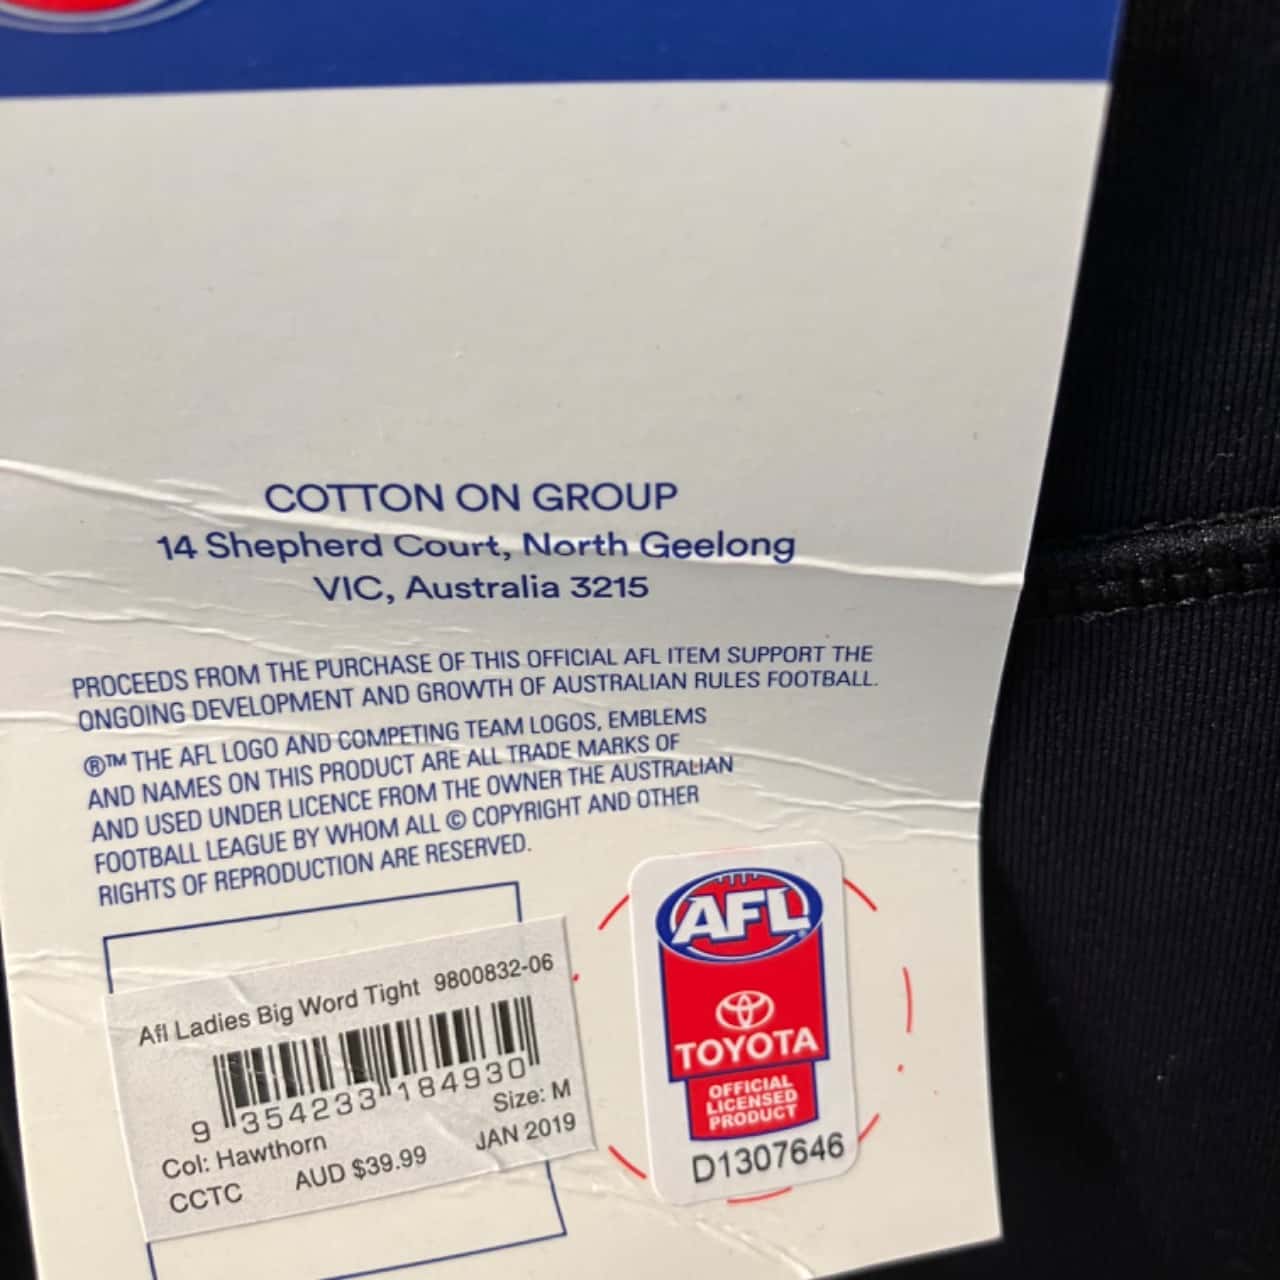 COTTON ON GROUP
14 Shepherd Court, North Geelong
VIC, Australia 3215
PROCEEDS FROM THE PURCHASE OF THIS OFFICIAL AFL ITEM SUPPORT THE
ONGOING DEVELOPMENT AND GROWTH OF AUSTRALIAN RULES FOOTBALL.
®™ THE AFL LOGO AND COMPETING TEAM LOGOS, EMBLEMS
AND NAMES ON THIS PRODUCT ARE ALL TRADE MARKS OF
AND USED UNDER LICENCE FROM THE OWNER THE AUSTRALIAN
FOOTBALL LEAGUE BY WHOM ALL © COPYRIGHT AND OTHER
RIGHTS OF REPRODUCTION ARE RESERVED.
Afl Ladies Big Word Tight 9800832-06
9 354233 184930
Size: M
Col: Hawthorn
JAN 2019
CCTC AUD $39.99
AFL
TOYOTA
OFFICIAL
LICENSED
PRODUCT
D1307646